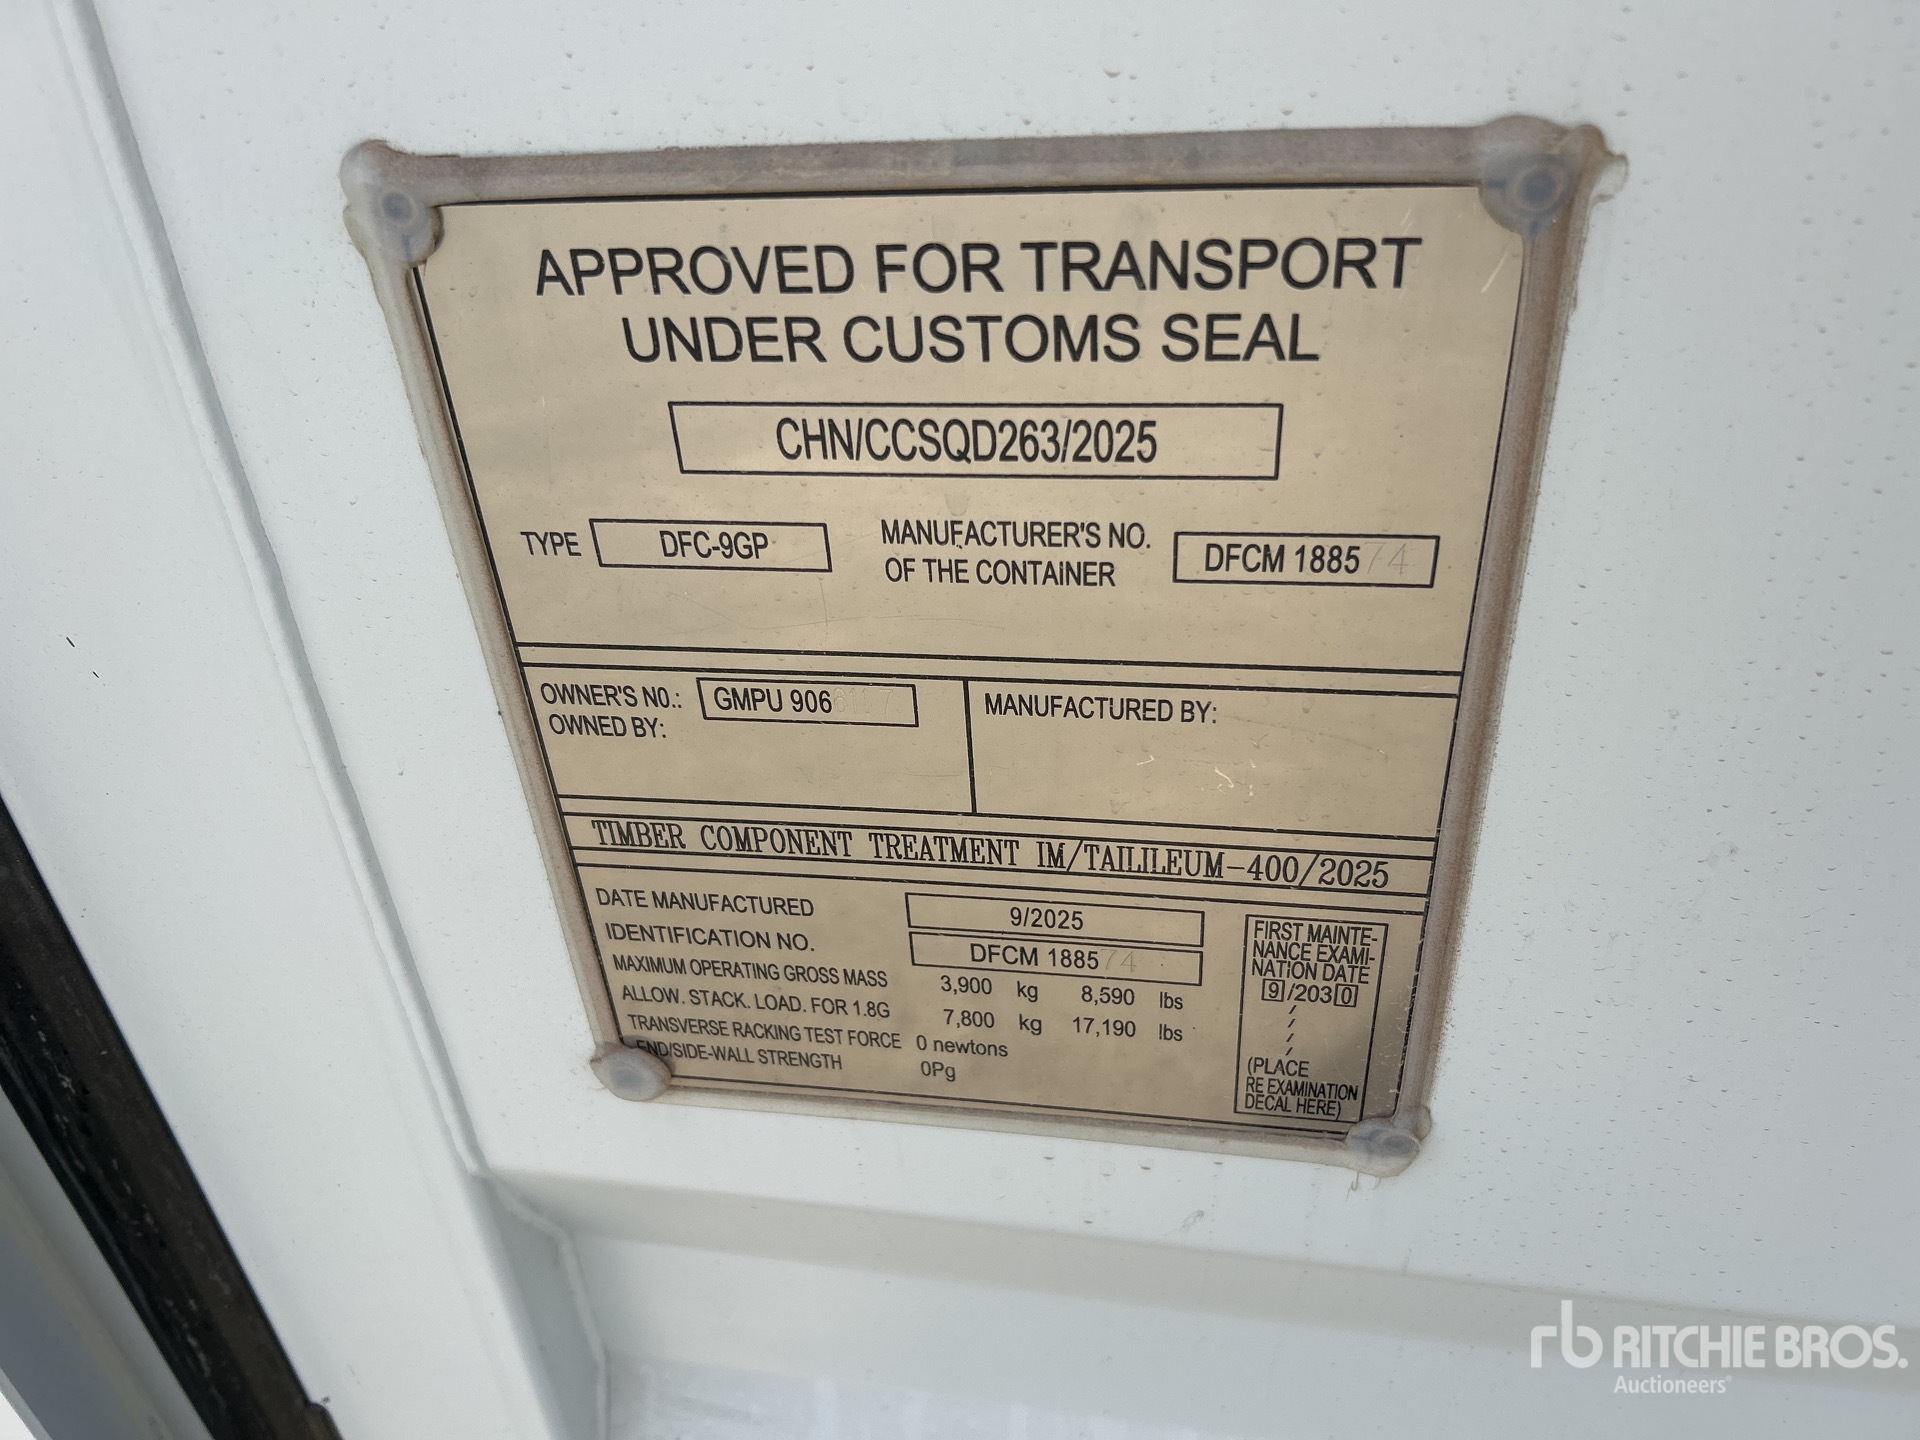 APPROVED FOR TRANSPORT
UNDER CUSTOMS SEAL
CHN/CCSQD263/2025
TYPE DFC-9GP MANUFACTURER'S NO.
OF THE CONTAINER DFCM 188574
OWNER'S NO.: GMPU 906
OWNED BY:
MANUFACTURED BY:
TIMBER COMPONENT TREATMENT IM/TAILILEUM-400/2025
DATE MANUFACTURED 9/2025
IDENTIFICATION NO. DFCM 188574
MAXIMUM OPERATING GROSS MASS 3,900 kg 8,590 lbs
ALLOW. STACK. LOAD. FOR 1.8G 7,800 kg 17,190 lbs
TRANSVERSE RACKING TEST FORCE 0 newtons
END/SIDE-WALL STRENGTH 0Pg
FIRST MAINTE-
NANCE EXAMI-
NATION DATE
9/2030
(PLACE
RE EXAMINATION
DECAL HERE)
rb RITCHIE BROS.
Auctioneers